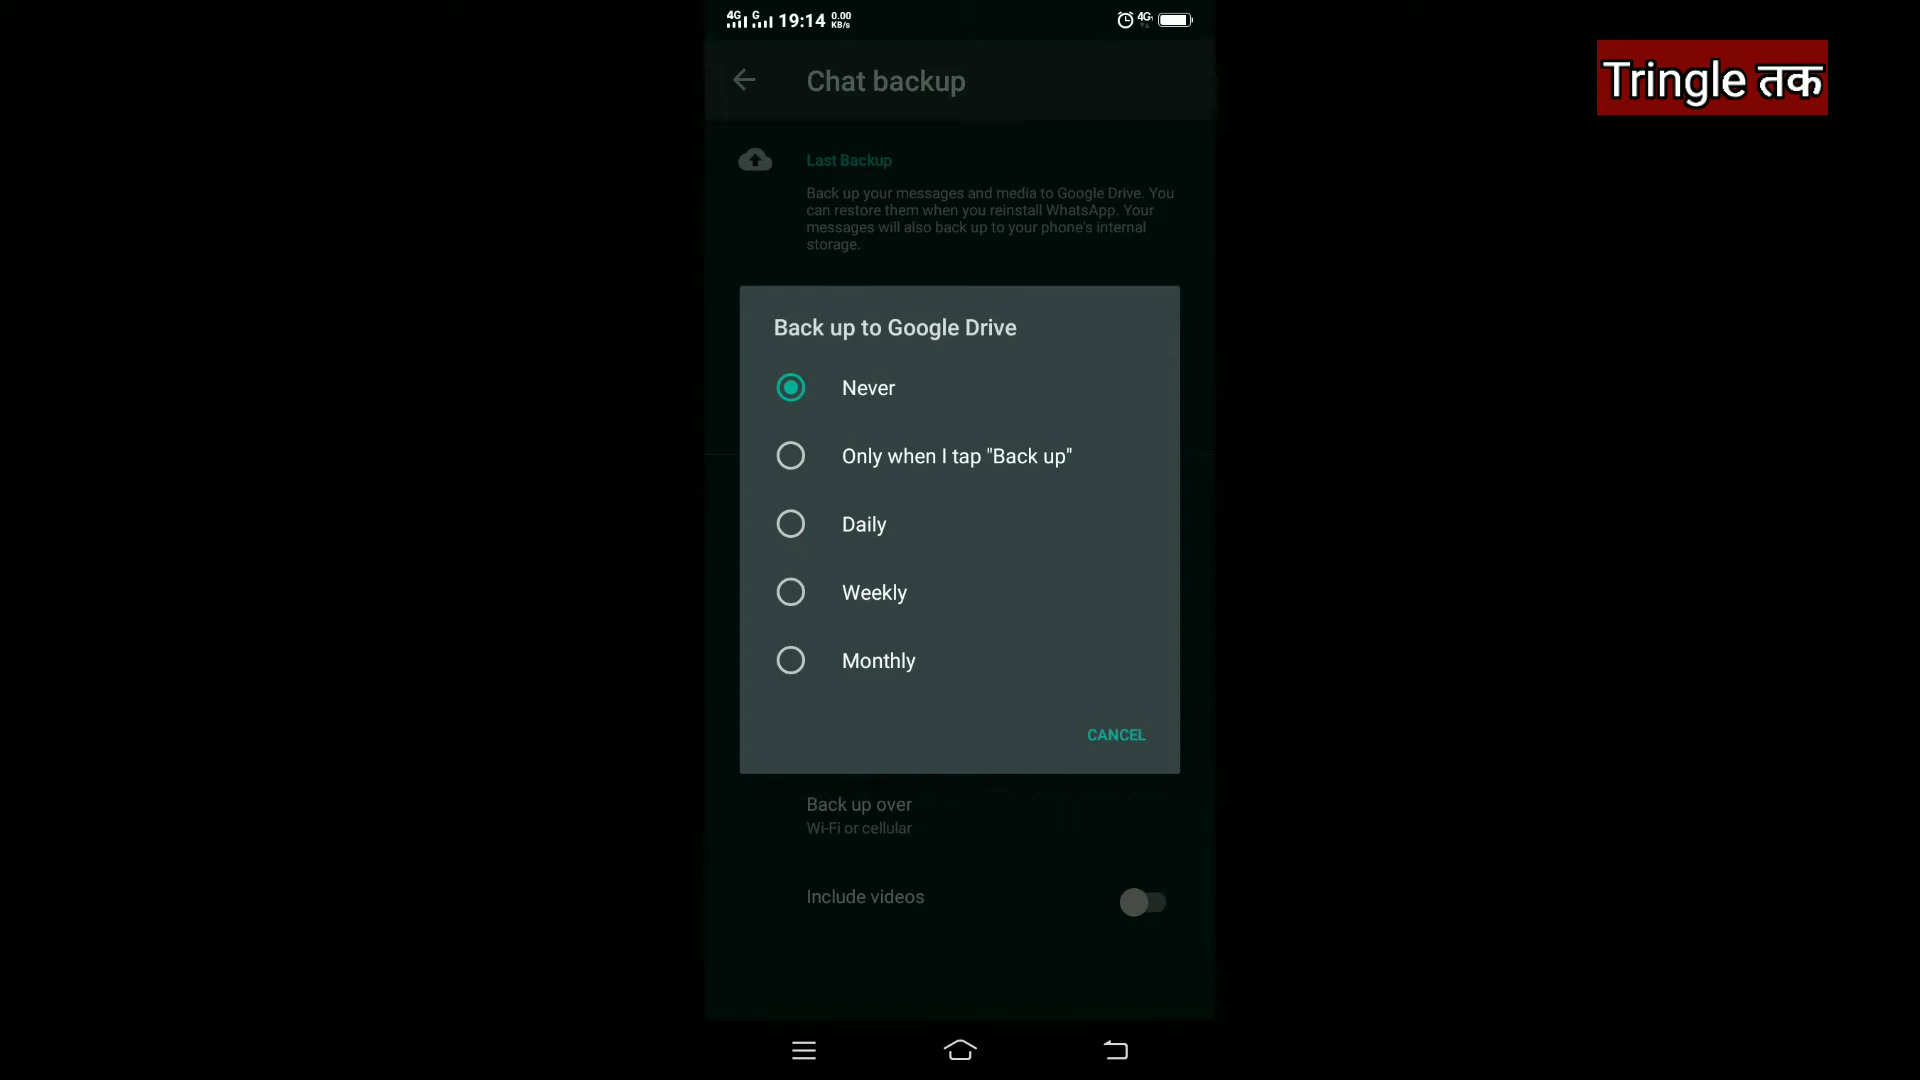 4G G 19:14 0.00 KB/s 4G
Tringle तक
Chat backup
Last Backup
Back up your messages and media to Google Drive. You
can restore them when you reinstall WhatsApp. Your
messages will also back up to your phone's internal
storage.
Back up to Google Drive
Never
Only when I tap "Back up"
Daily
Weekly
Monthly
CANCEL
Back up over
Wi-Fi or cellular
Include videos